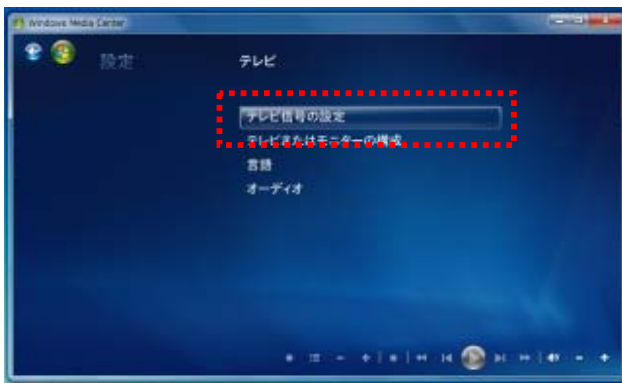 Windows Media Center
設定
テレビ
テレビ信号の設定
テレビまたはモニターの構成
言語
オーディオ